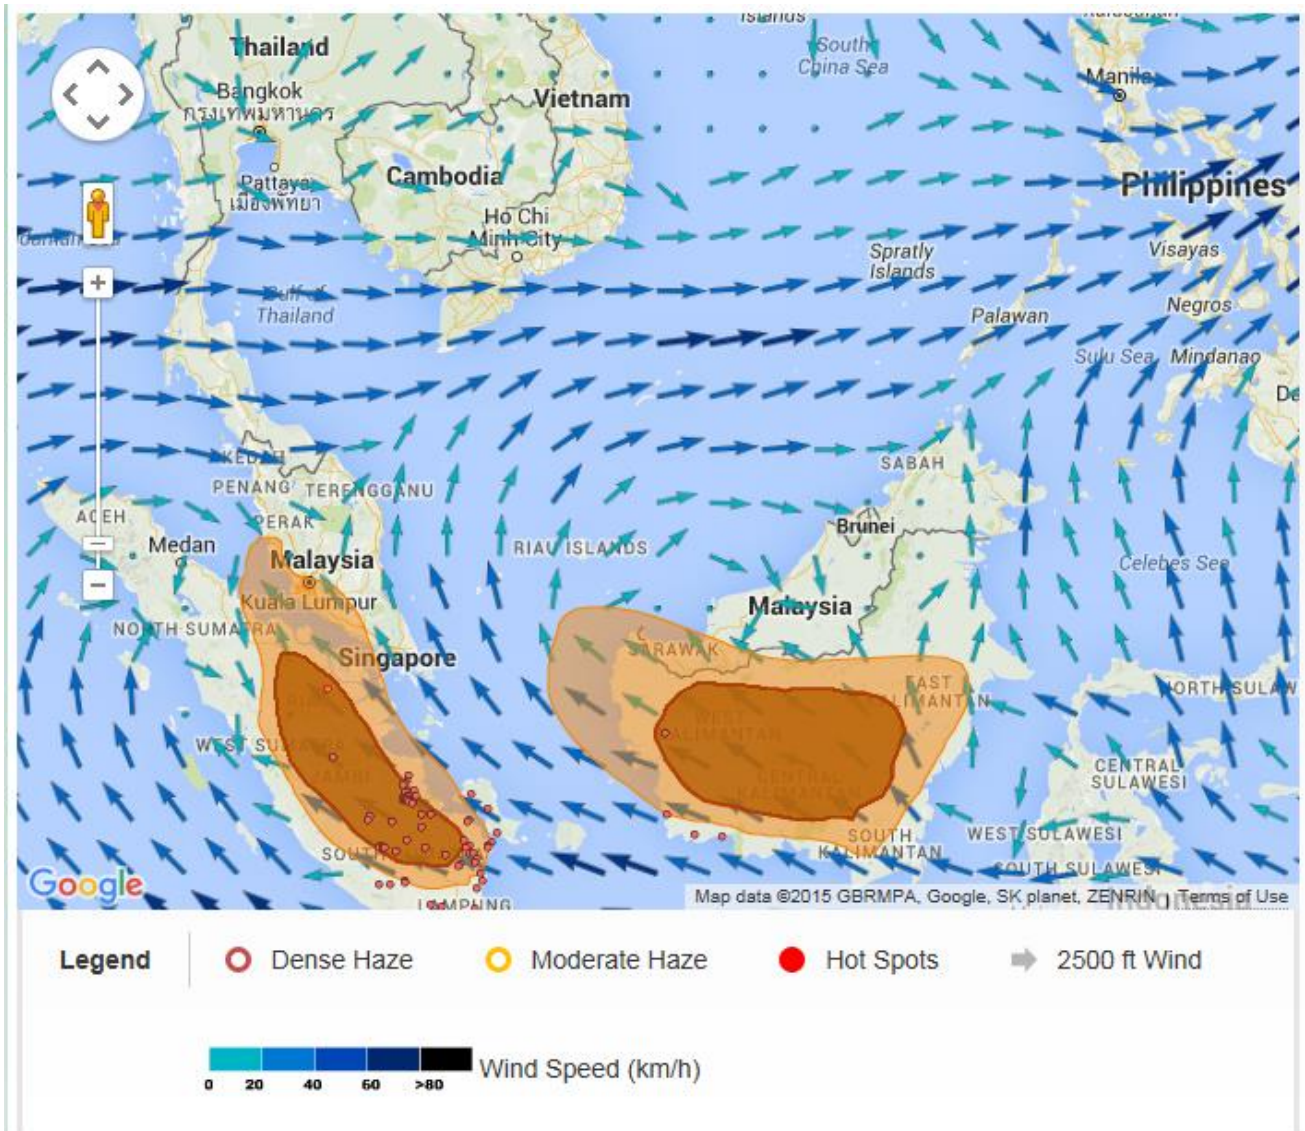 Islands
Thailand
South
China Sea
Bangkok
กรุงเทพมหานคร
Vietnam
Manila
Pattaya
เมืองพัทยา
Cambodia
Philippines
Ho Chi
Minh City
Spratly
Islands
Visayas
Gulf of
Thailand
Palawan
Negros
Sulu Sea
Mindanao
KEDAH
PENANG
TERENGGANU
SABAH
ACEH
PERAK
Brunei
Medan
Malaysia
RIAU ISLANDS
Celebes Sea
Kuala Lumpur
Malaysia
NORTH SUMATRA
SARAWAK
Singapore
EAST
KALIMANTAN
NORTH SULAW
WEST SUMATRA
WEST
KALIMANTAN
JAMBI
CENTRAL
KALIMANTAN
CENTRAL
SULAWESI
SOUTH
SOUTH
KALIMANTAN
WEST SULAWESI
SOUTH SULAWESI
Google
LAMPUNG
Map data ©2015 GBRMPA, Google, SK planet, ZENRIN
Terms of Use
Indonesia
Legend
Dense Haze
Moderate Haze
Hot Spots
2500 ft Wind
0 20 40 60 >80
Wind Speed (km/h)